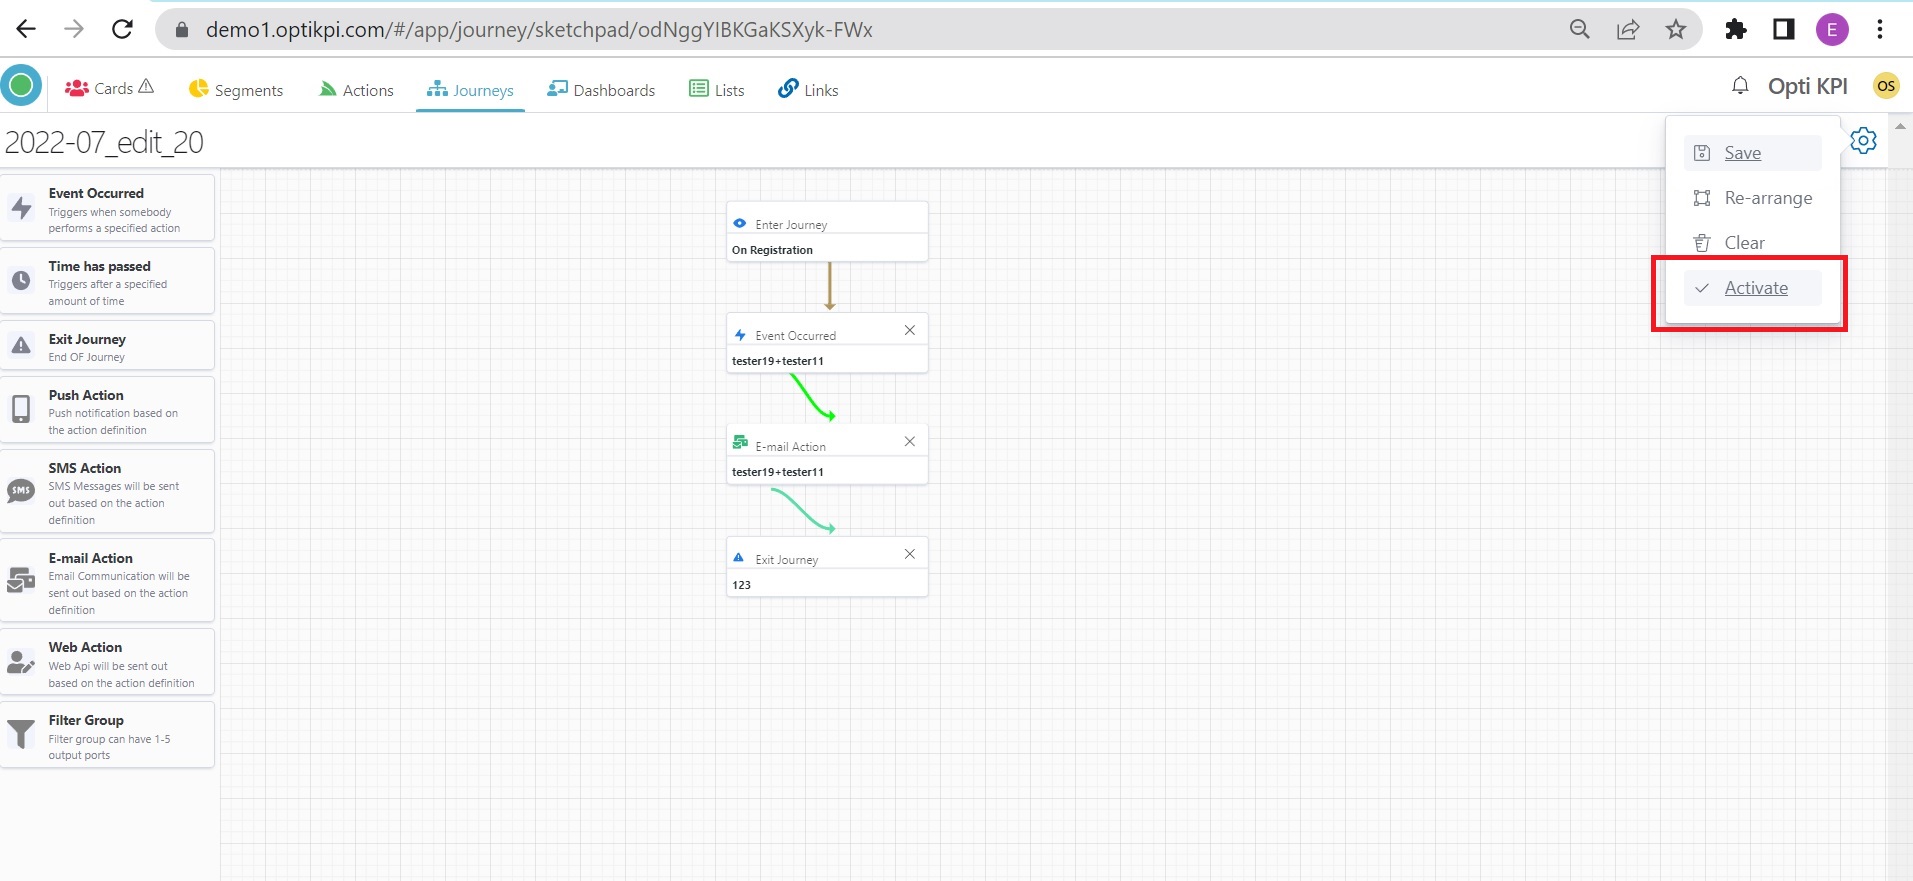 demo1.optikpi.com/#/app/journey/sketchpad/odNggYIBKGaKSXyk-FWx
E
Cards
Segments
Actions
Journeys
Dashboards
Lists
Links
Opti KPI
OS
2022-07_edit_20
Save
Re-arrange
Clear
Activate
Event Occurred
Triggers when somebody
performs a specified action
Time has passed
Triggers after a specified
amount of time
Exit Journey
End OF Journey
Push Action
Push notification based on
the action definition
SMS Action
SMS
SMS Messages will be sent
out based on the action
definition
E-mail Action
Email Communication will be
sent out based on the action
definition
Web Action
Web Api will be sent out
based on the action definition
Filter Group
Filter group can have 1-5
output ports
Enter Journey
On Registration
Event Occurred
tester19+tester11
E-mail Action
tester19+tester11
Exit Journey
123